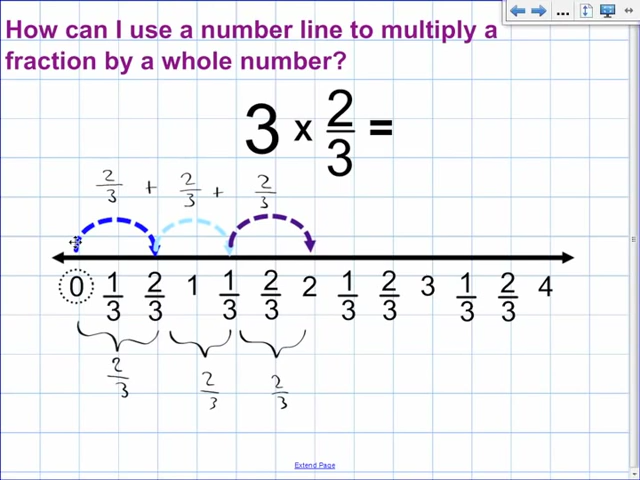 How can I use a number line to multiply a
fraction by a whole number?
3 x 2/3 =
2/3 + 2/3 + 2/3
0 1/3 2/3 1 1/3 2/3 2 1/3 2/3 3 1/3 2/3 4
2/3 2/3 2/3
Extend Page